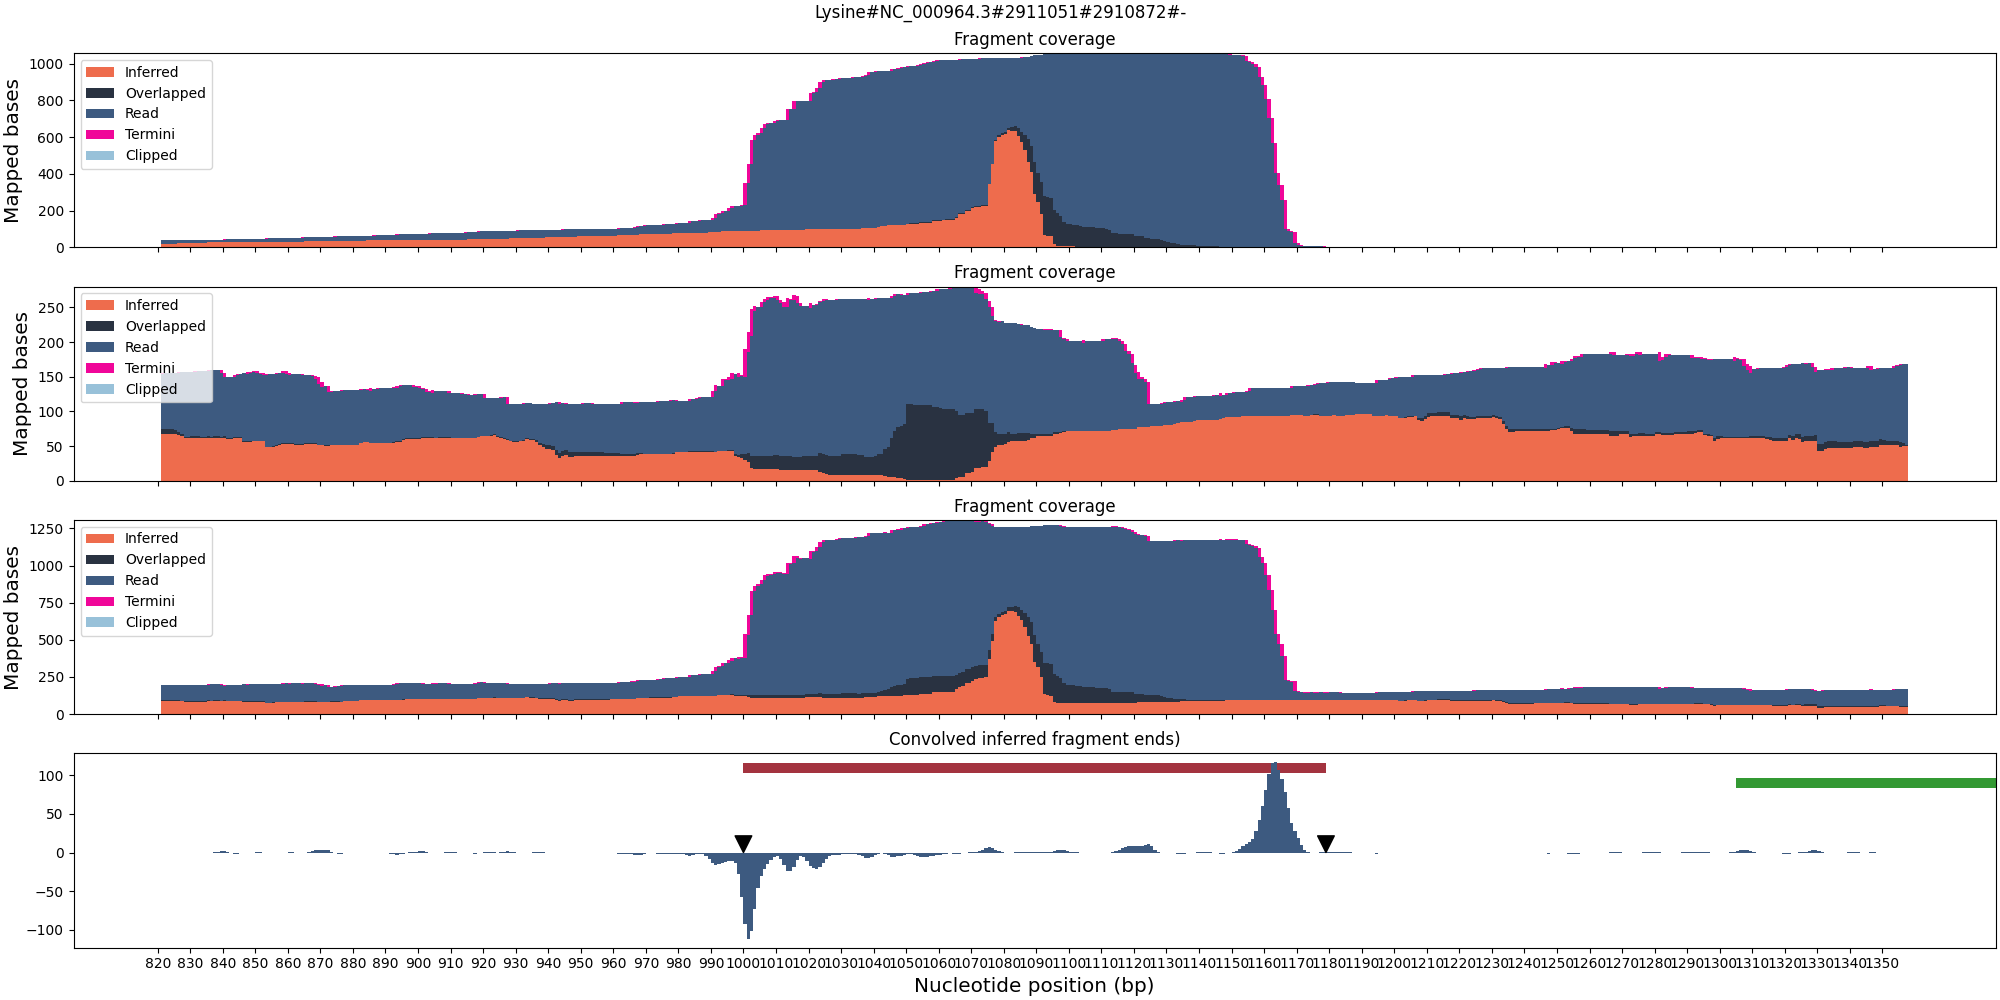 Lysine#NC_000964.3#2911051#2910872#-
Fragment coverage
Mapped bases
1000
800
600
400
200
0
Inferred
Overlapped
Read
Termini
Clipped
Fragment coverage
Mapped bases
250
200
150
100
50
0
Inferred
Overlapped
Read
Termini
Clipped
Fragment coverage
Mapped bases
1250
1000
750
500
250
0
Inferred
Overlapped
Read
Termini
Clipped
Convolved inferred fragment ends)
100
50
0
−50
−100
820 830 840 850 860 870 880 890 900 910 920 930 940 950 960 970 980 990 1000 1010 1020 1030 1040 1050 1060 1070 1080 1090 1100 1110 1120 1130 1140 1150 1160 1170 1180 1190 1200 1210 1220 1230 1240 1250 1260 1270 1280 1290 1300 1310 1320 1330 1340 1350
Nucleotide position (bp)